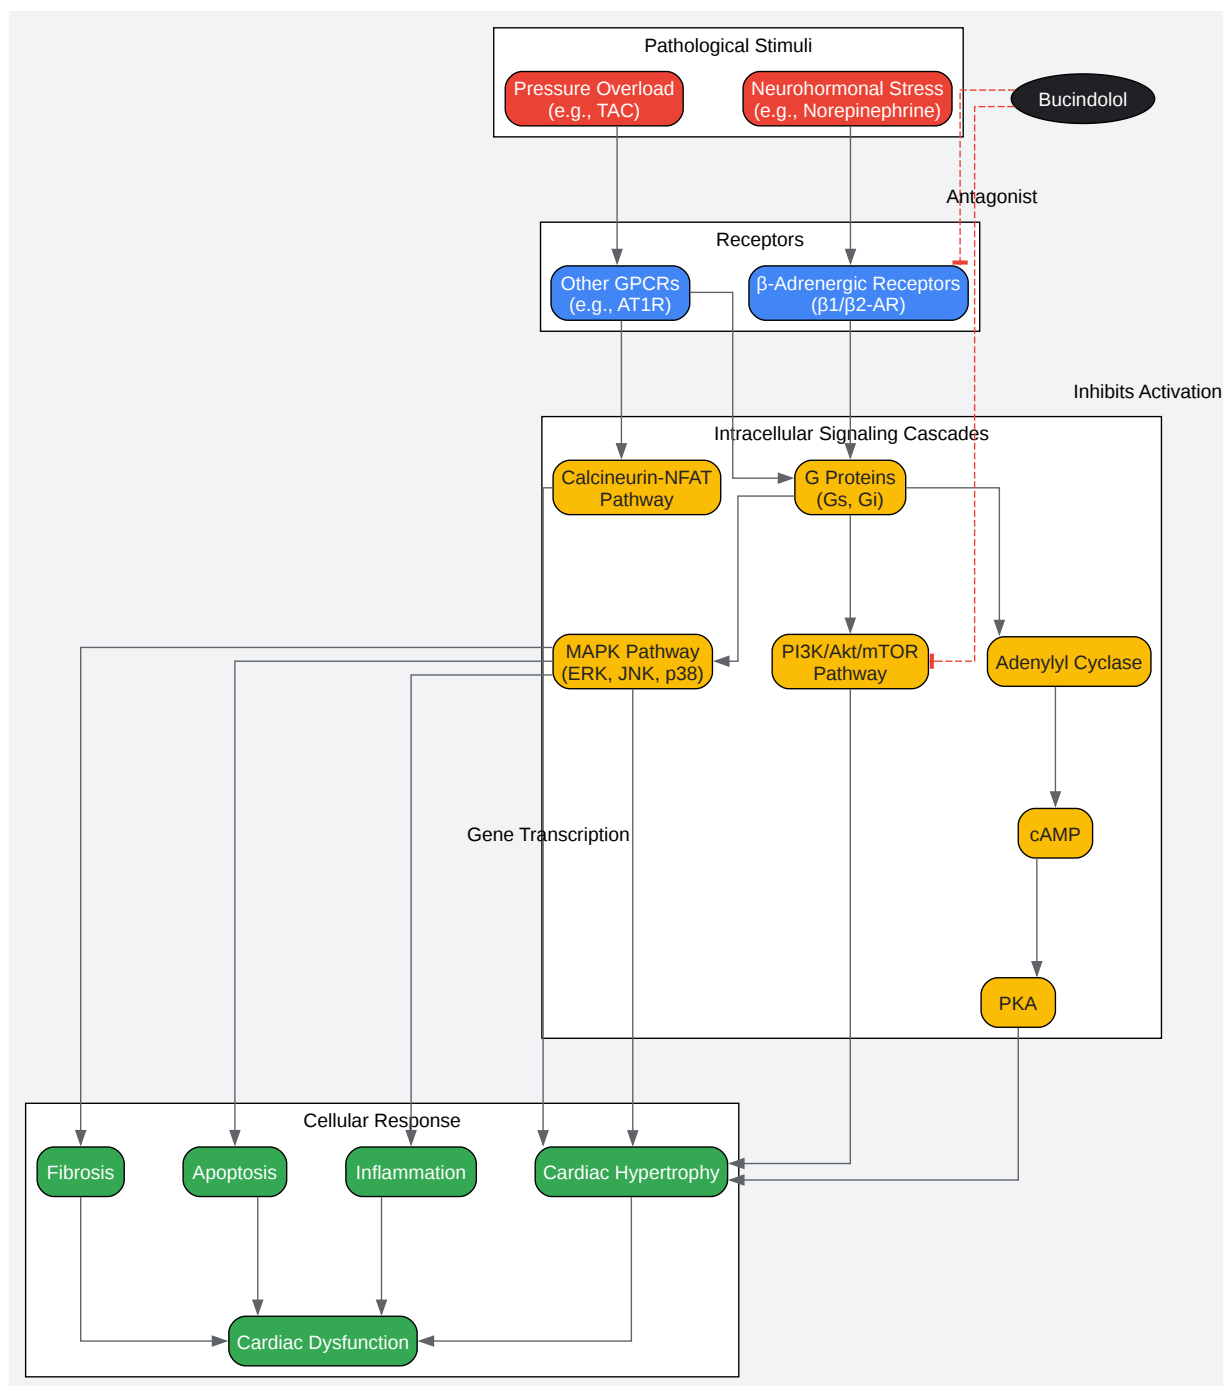 Pathological Stimuli
Pressure Overload
(e.g., TAC)
Neurohormonal Stress
(e.g., Norepinephrine)
Bucindolol
Antagonist
Receptors
Other GPCRs
(e.g., AT1R)
β-Adrenergic Receptors
(β1/β2-AR)
Inhibits Activation
Intracellular Signaling Cascades
Calcineurin-NFAT
Pathway
G Proteins
(Gs, Gi)
MAPK Pathway
(ERK, JNK, p38)
PI3K/Akt/mTOR
Pathway
Adenylyl Cyclase
Gene Transcription
cAMP
PKA
Cellular Response
Fibrosis
Apoptosis
Inflammation
Cardiac Hypertrophy
Cardiac Dysfunction